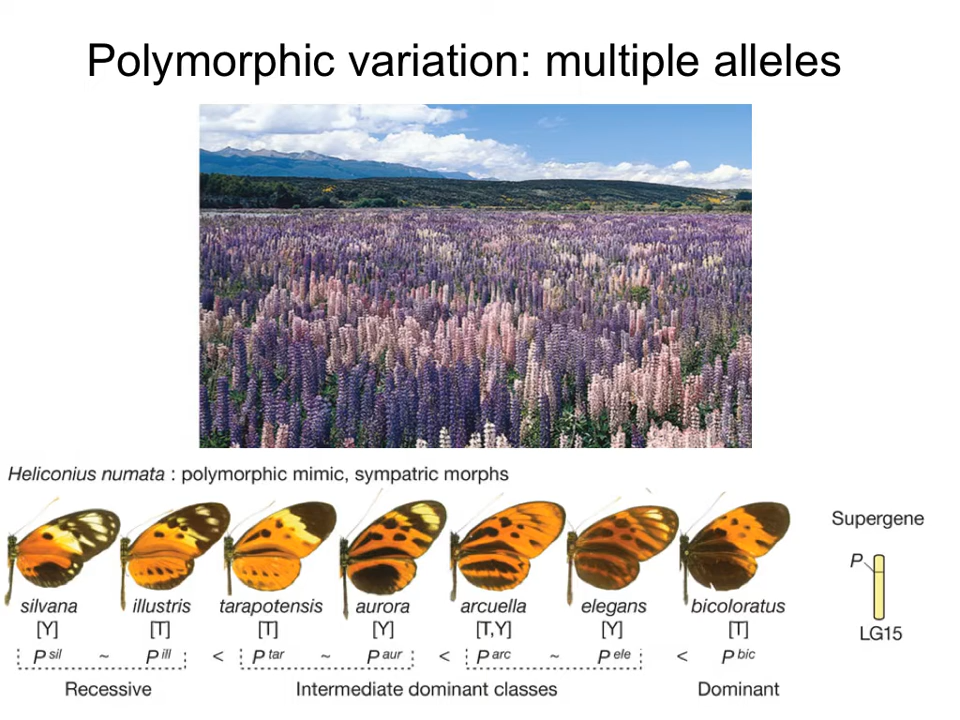 Polymorphic variation: multiple alleles
Heliconius numata : polymorphic mimic, sympatric morphs
Supergene
P
LG15
silvana illustris tarapotensis aurora arcuella elegans bicoloratus
[Y] [T] [T] [Y] [T,Y] [Y] [T]
P sil ~ P ill < P tar ~ P aur < P arc ~ P ele < P bic
Recessive Intermediate dominant classes Dominant